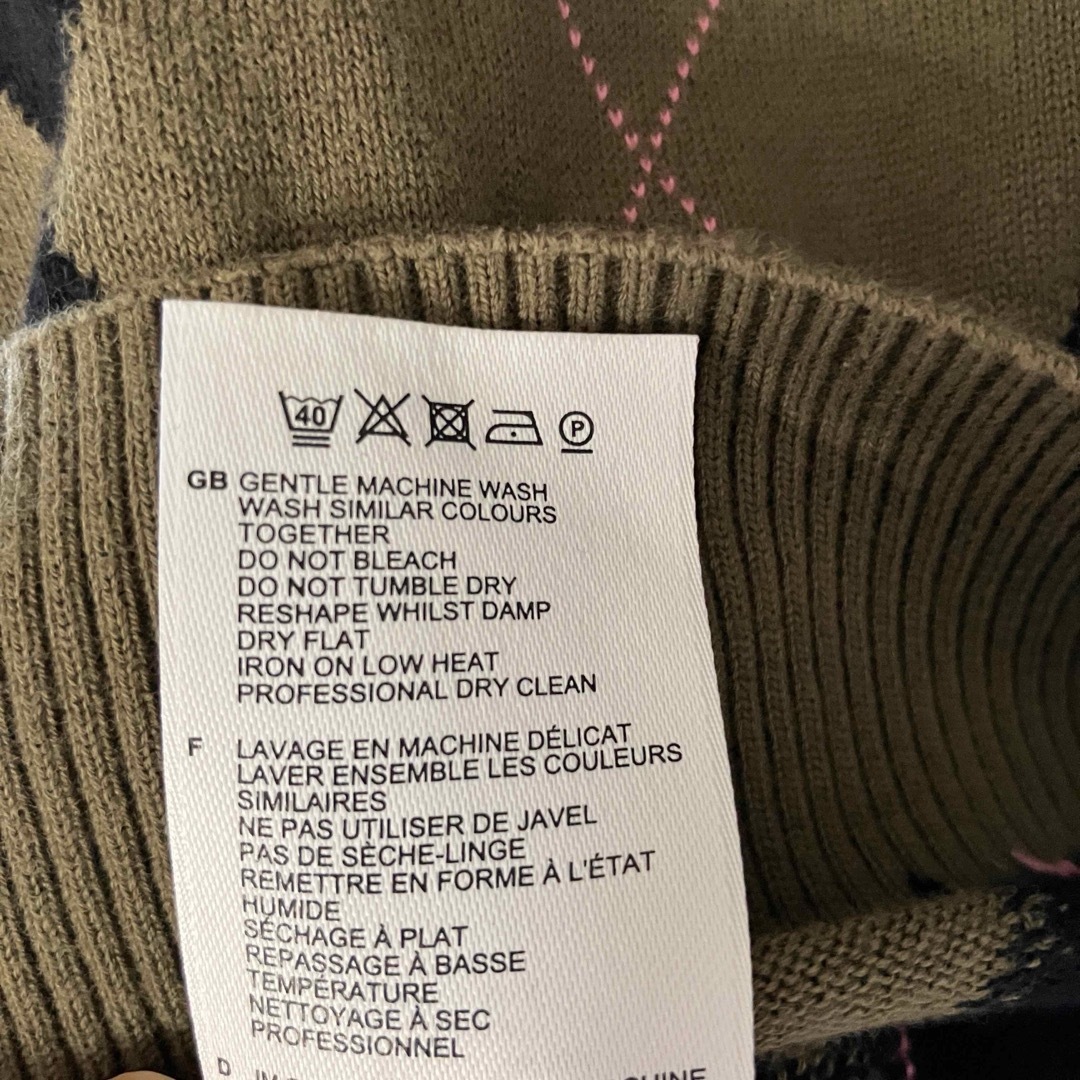 40 P
GB GENTLE MACHINE WASH
WASH SIMILAR COLOURS
TOGETHER
DO NOT BLEACH
DO NOT TUMBLE DRY
RESHAPE WHILST DAMP
DRY FLAT
IRON ON LOW HEAT
PROFESSIONAL DRY CLEAN
F LAVAGE EN MACHINE DÉLICAT
LAVER ENSEMBLE LES COULEURS
SIMILAIRES
NE PAS UTILISER DE JAVEL
PAS DE SÈCHE-LINGE
REMETTRE EN FORME À L'ÉTAT
HUMIDE
SÉCHAGE À PLAT
REPASSAGE À BASSE
TEMPÉRATURE
NETTOYAGE À SEC
PROFESSIONNEL
D